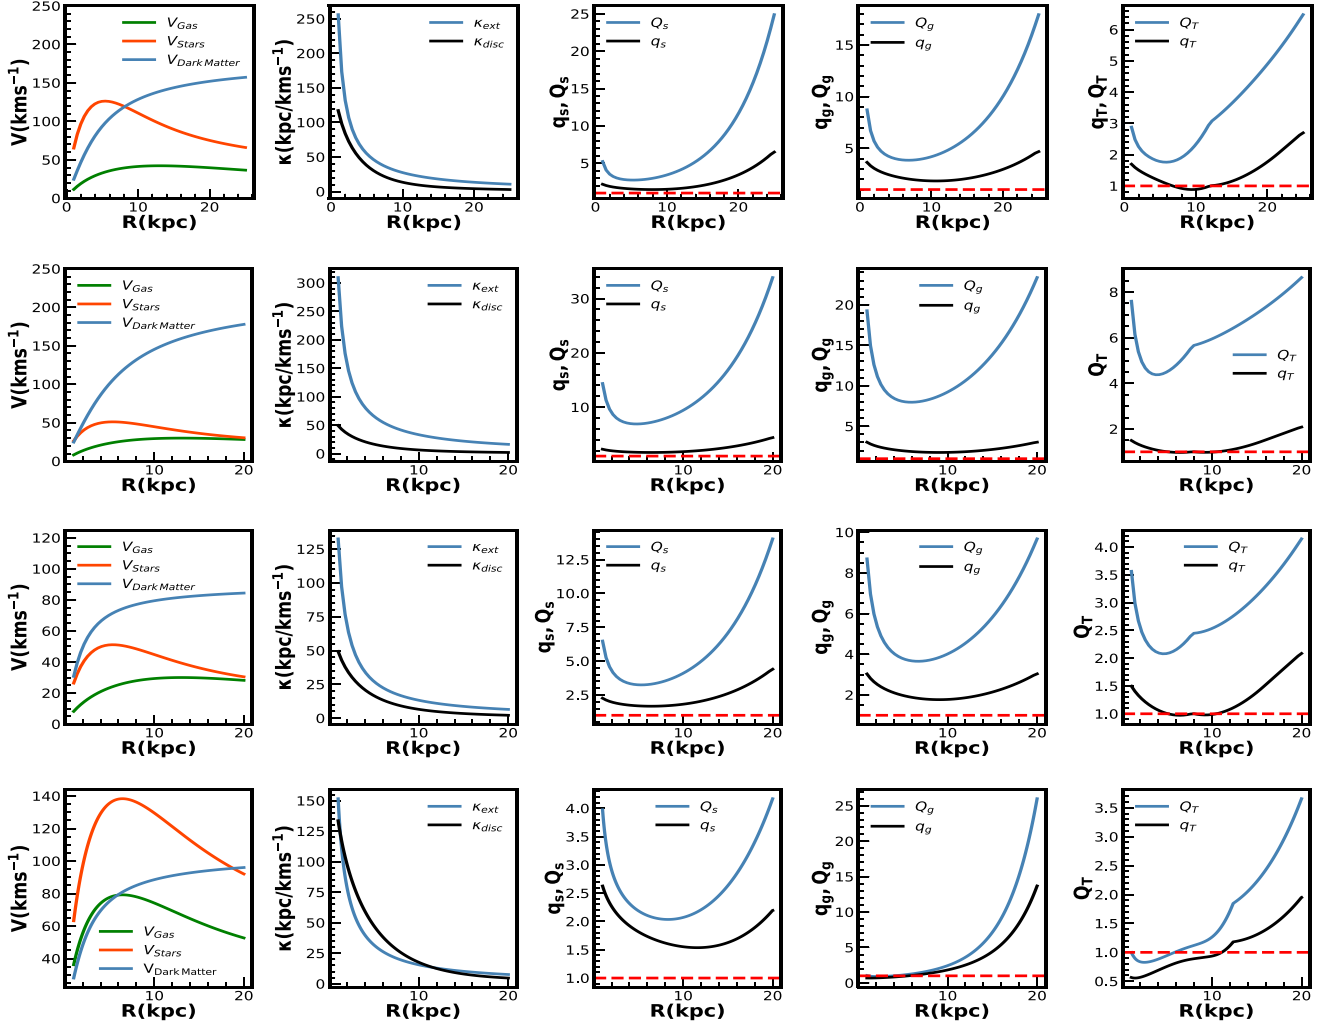 V(kms⁻¹)
250
200
150
100
50
0
V_Gas
V_Stars
V_Dark Matter
0 10 20
R(kpc)
κ(kpc/kms⁻¹)
250
200
150
100
50
0
κ_ext
κ_disc
0 10 20
R(kpc)
q_s, Q_s
25
20
15
10
5
Q_s
q_s
0 10 20
R(kpc)
q_g, Q_g
15
10
5
Q_g
q_g
0 10 20
R(kpc)
q_T, Q_T
6
5
4
3
2
1
Q_T
q_T
0 10 20
R(kpc)
V(kms⁻¹)
250
200
150
100
50
0
V_Gas
V_Stars
V_Dark Matter
10 20
R(kpc)
κ(kpc/kms⁻¹)
300
250
200
150
100
50
0
κ_ext
κ_disc
10 20
R(kpc)
q_s, Q_s
30
20
10
Q_s
q_s
10 20
R(kpc)
q_g, Q_g
20
15
10
5
Q_g
q_g
10 20
R(kpc)
Q_T
8
6
4
2
Q_T
q_T
10 20
R(kpc)
V(kms⁻¹)
120
100
80
60
40
20
0
V_Gas
V_Stars
V_Dark Matter
10 20
R(kpc)
κ(kpc/kms⁻¹)
125
100
75
50
25
0
κ_ext
κ_disc
10 20
R(kpc)
q_s, Q_s
12.5
10.0
7.5
5.0
2.5
Q_s
q_s
10 20
R(kpc)
q_g, Q_g
10
8
6
4
2
Q_g
q_g
10 20
R(kpc)
Q_T
4.0
3.5
3.0
2.5
2.0
1.5
1.0
Q_T
q_T
10 20
R(kpc)
V(kms⁻¹)
140
120
100
80
60
40
V_Gas
V_Stars
V_Dark Matter
10 20
R(kpc)
κ(kpc/kms⁻¹)
150
125
100
75
50
25
0
κ_ext
κ_disc
10 20
R(kpc)
q_s, Q_s
4.0
3.5
3.0
2.5
2.0
1.5
1.0
Q_s
q_s
10 20
R(kpc)
q_g, Q_g
25
20
15
10
5
0
Q_g
q_g
10 20
R(kpc)
Q_T
3.5
3.0
2.5
2.0
1.5
1.0
0.5
Q_T
q_T
10 20
R(kpc)